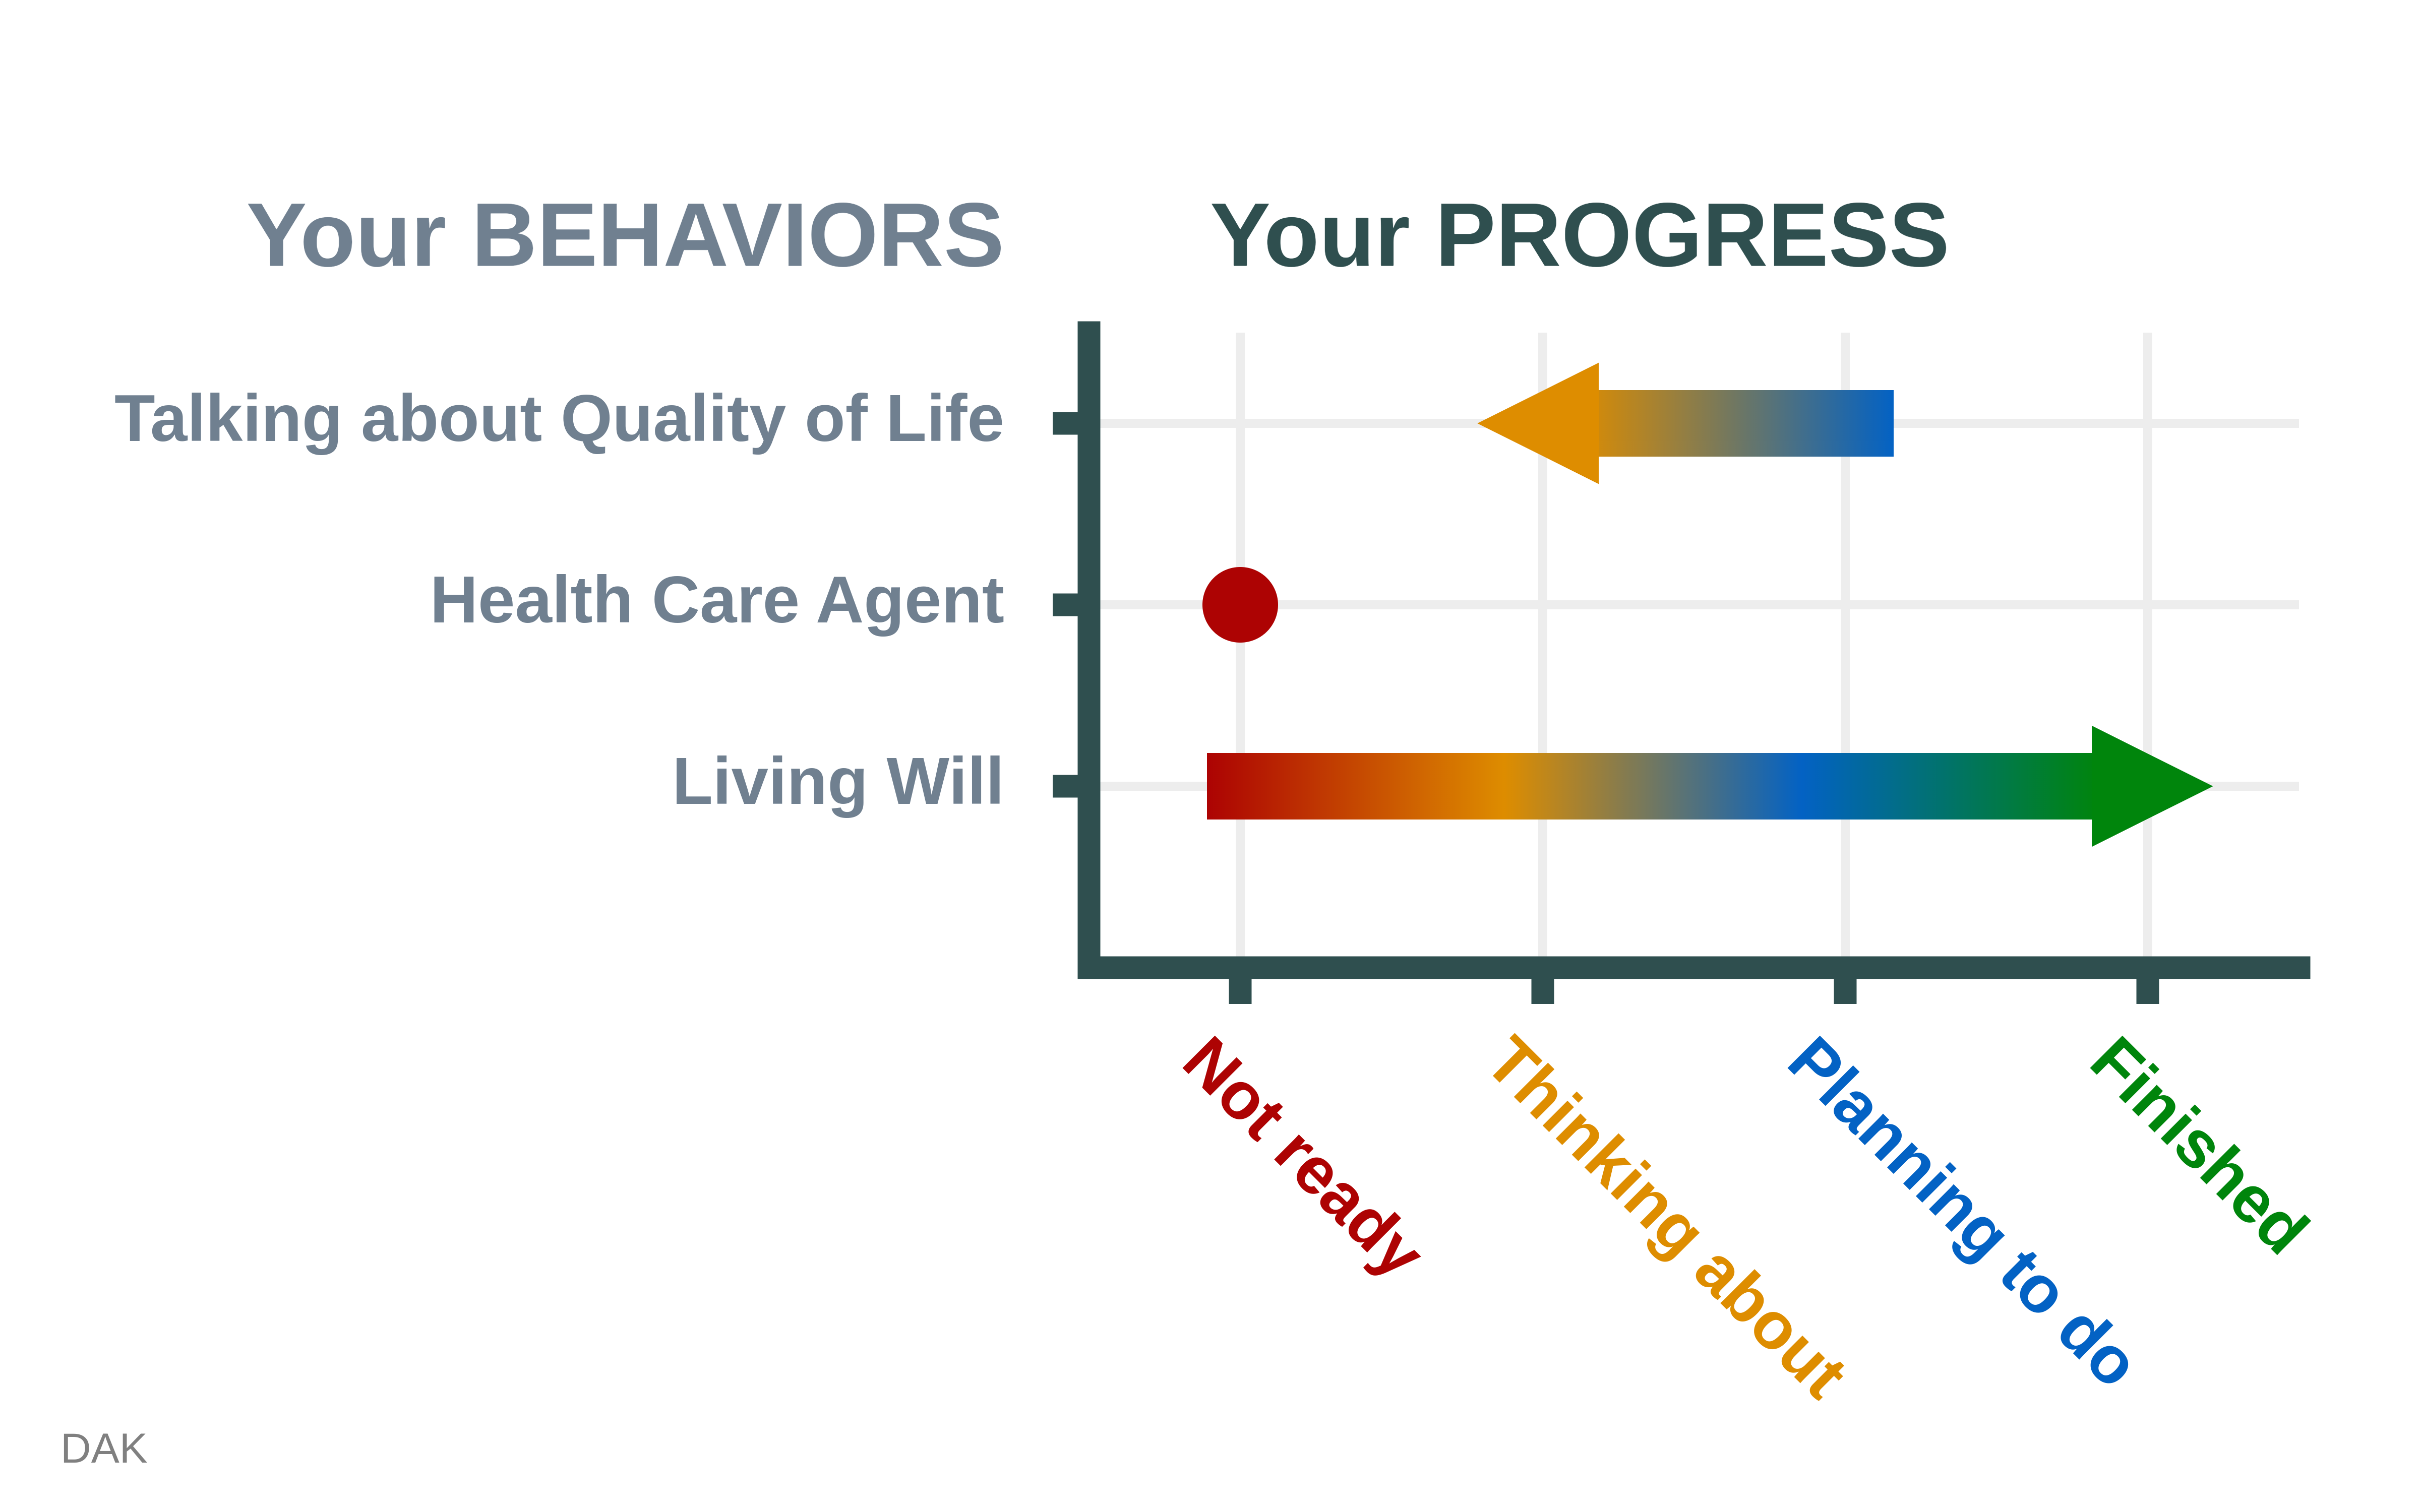 Your BEHAVIORS
Your PROGRESS
Talking about Quality of Life
Health Care Agent
Living Will
Not ready
Thinking about
Planning to do
Finished
DAK